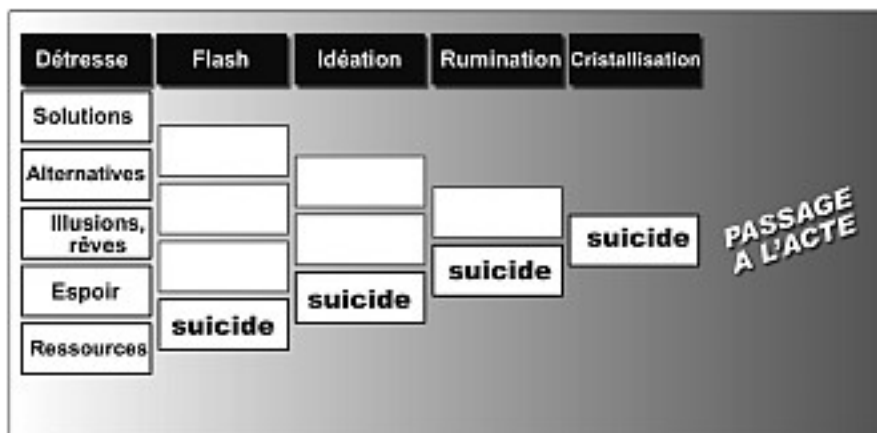 Détresse Flash Idéation Rumination Cristallisation
Solutions
Alternatives
Illusions,
rêves
suicide
Espoir
suicide
suicide
suicide
Ressources
PASSAGE
A L'ACTE